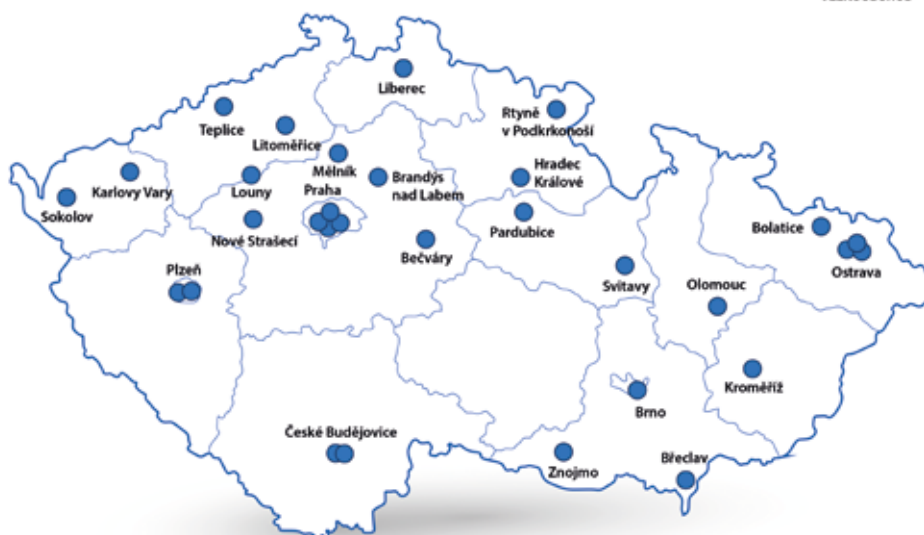 Liberec
Rtyně
v Podkrkonoší
Teplice
Litoměřice
Mělník
Hradec
Králové
Karlovy Vary
Louny
Praha
Brandýs
nad Labem
Sokolov
Nové Strašecí
Pardubice
Bolatice
Bečváry
Plzeň
Svitavy
Olomouc
Ostrava
Kroměříž
Brno
České Budějovice
Znojmo
Břeclav